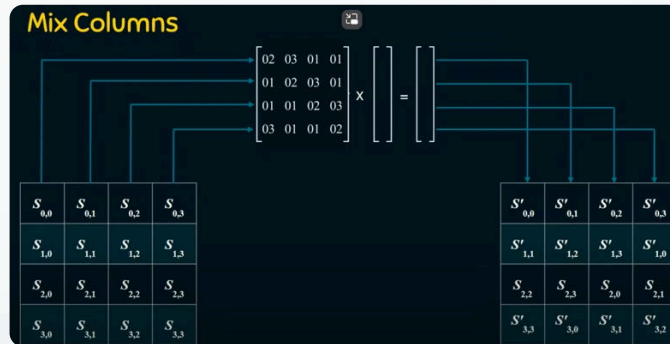 Mix Columns
02 03 01 01
01 02 03 01
01 01 02 03
03 01 01 02
X =
S0,0 S0,1 S0,2 S0,3
S1,0 S1,1 S1,2 S1,3
S2,0 S2,1 S2,2 S2,3
S3,0 S3,1 S3,2 S3,3
S'0,0 S'0,1 S'0,2 S'0,3
S'1,1 S'1,2 S'1,3 S'1,0
S2,2 S2,3 S2,0 S2,1
S'3,3 S'3,0 S'3,1 S'3,2